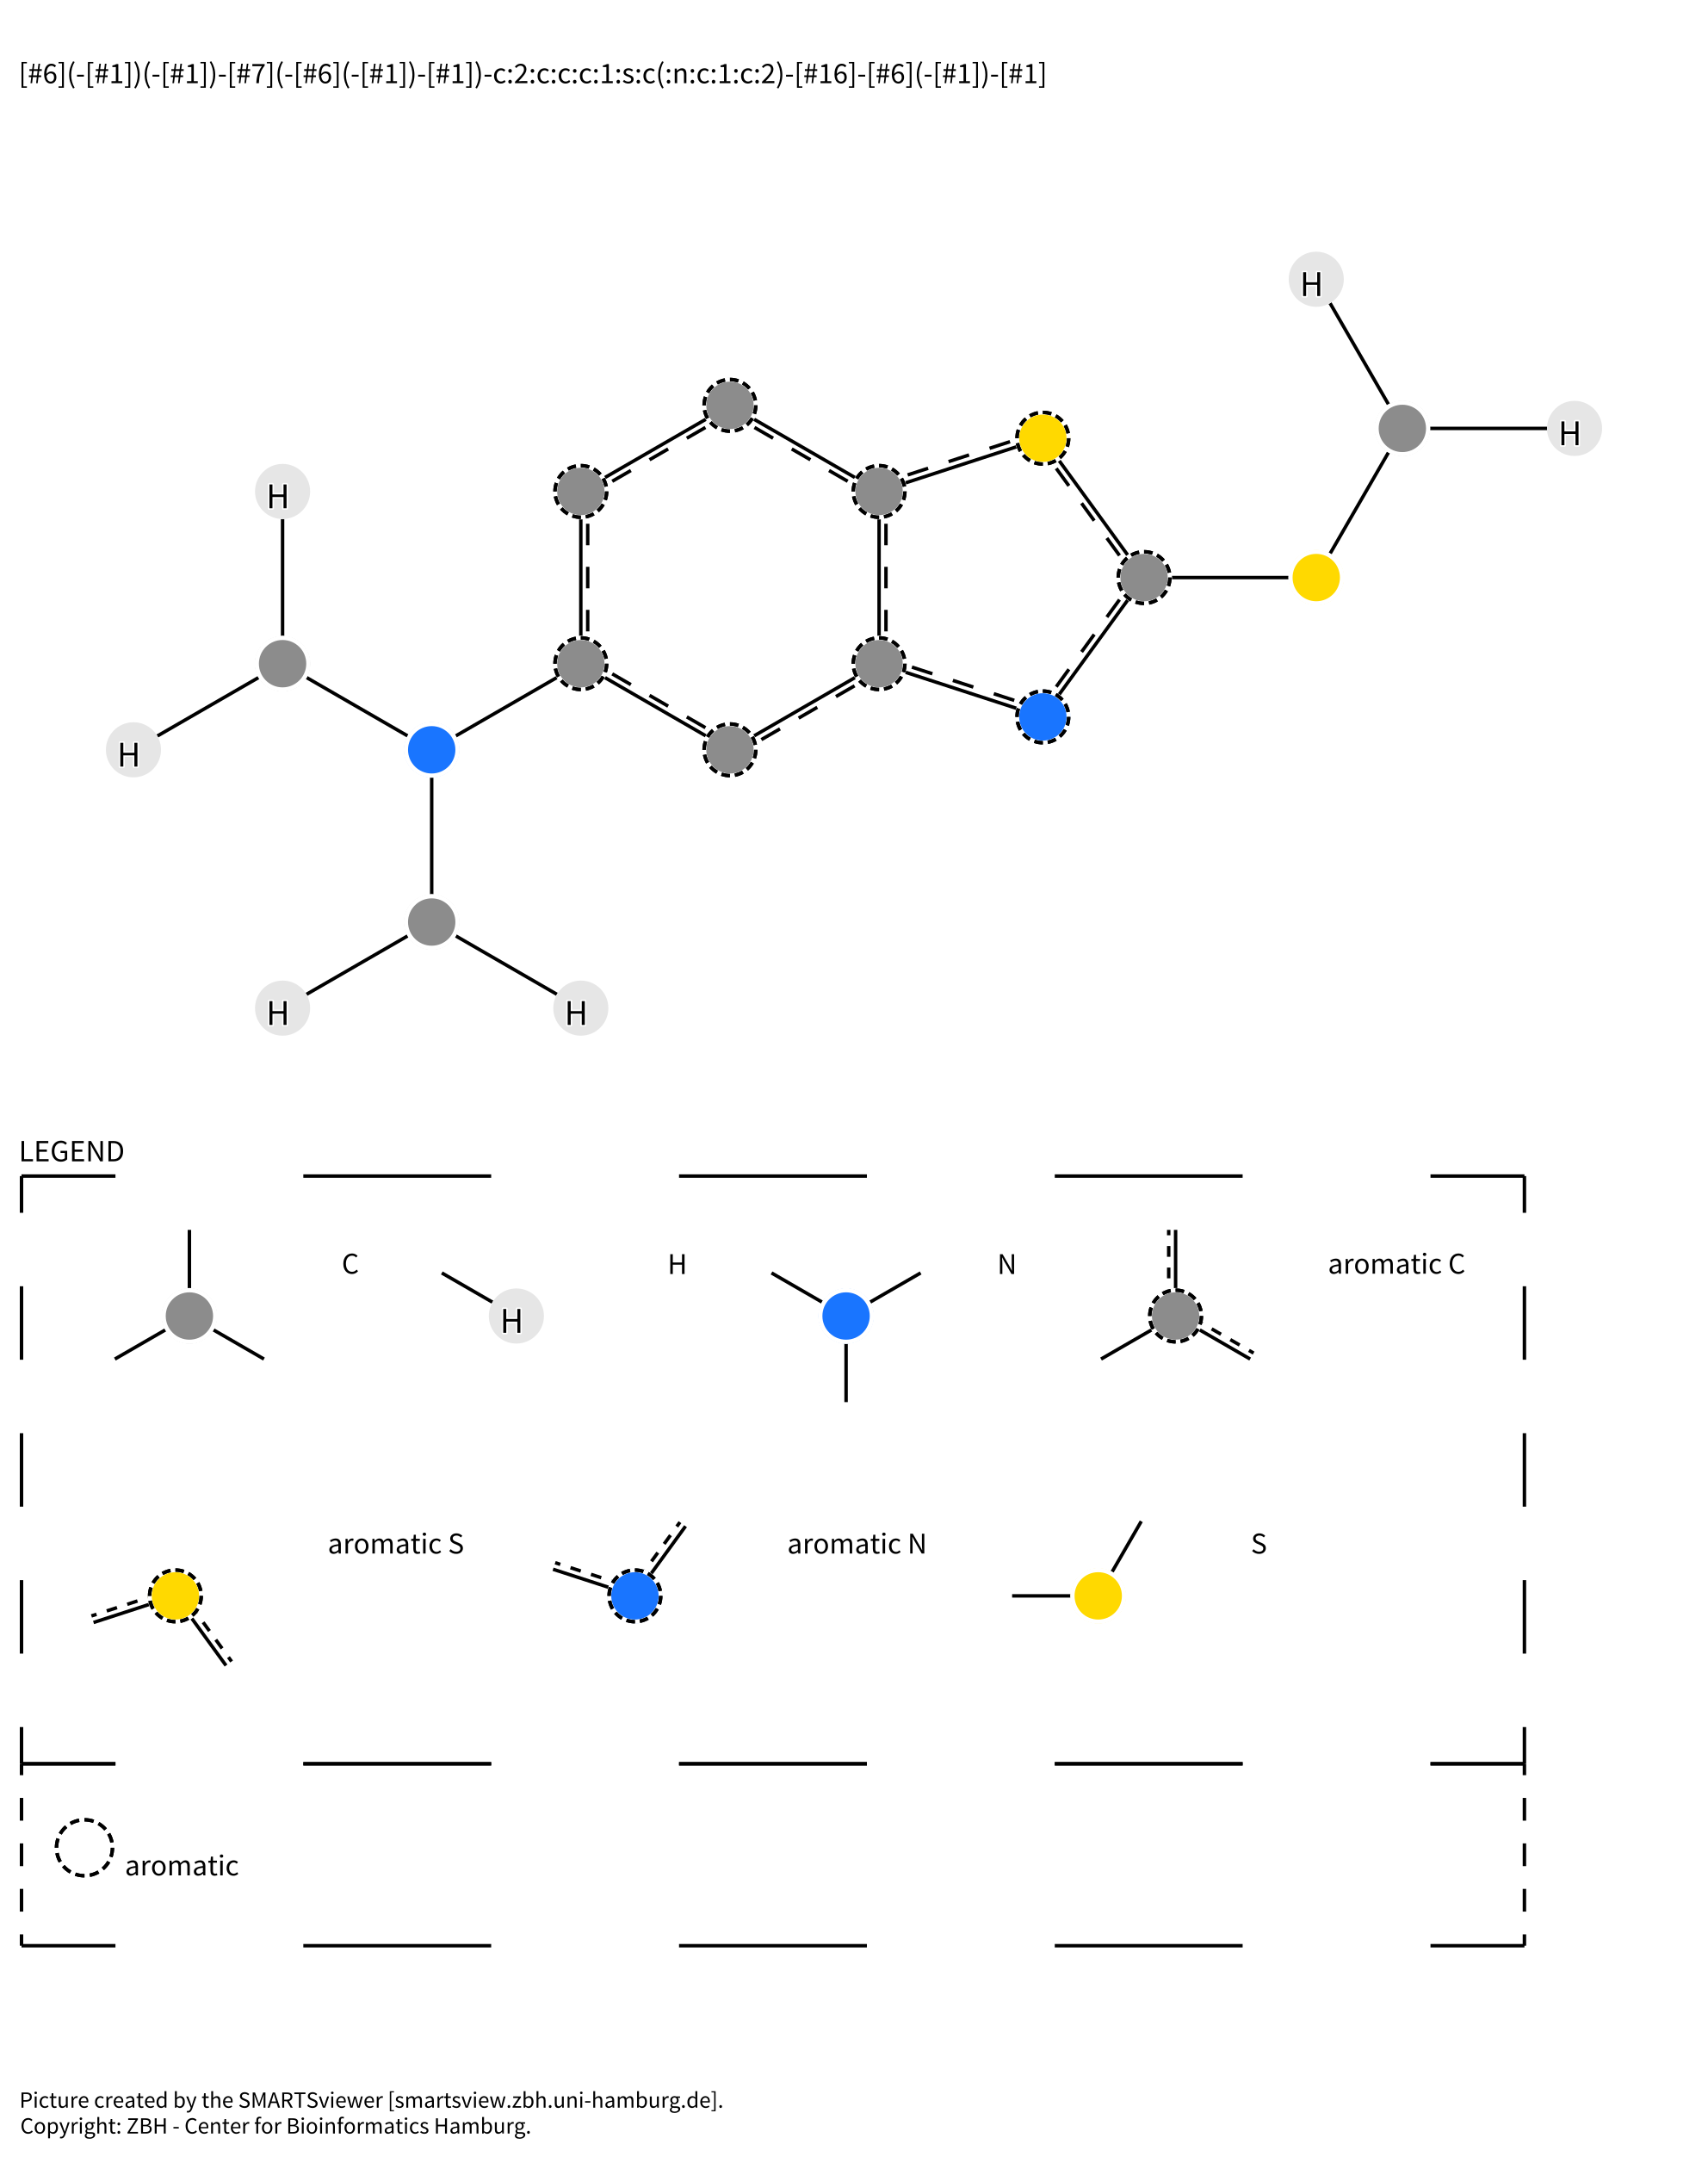 [#6](-[#1])(-[#1])-[#7](-[#6](-[#1])-[#1])-c:2:c:c:c:1:s:c(:n:c:1:c:2)-[#16]-[#6](-[#1])-[#1]
H
H
H
H
H
H
LEGEND
C
H
N
aromatic C
H
aromatic S
aromatic N
S
aromatic
Picture created by the SMARTSviewer [smartsview.zbh.uni-hamburg.de].
Copyright: ZBH - Center for Bioinformatics Hamburg.